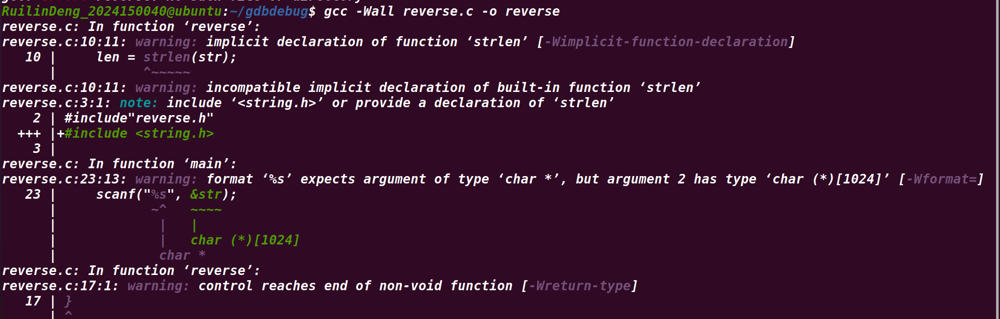 RuilinDeng_2024150040@ubuntu:~/gdbdebug$ gcc -Wall reverse.c -o reverse
reverse.c: In function ‘reverse’:
reverse.c:10:11: warning: implicit declaration of function ‘strlen’ [-Wimplicit-function-declaration]
   10 |     len = strlen(str);
      |           ^~~~~~
reverse.c:10:11: warning: incompatible implicit declaration of built-in function ‘strlen’
reverse.c:3:1: note: include ‘<string.h>’ or provide a declaration of ‘strlen’
    2 | #include"reverse.h"
  +++ |+#include <string.h>
    3 |
reverse.c: In function ‘main’:
reverse.c:23:13: warning: format ‘%s’ expects argument of type ‘char *’, but argument 2 has type ‘char (*)[1024]’ [-Wformat=]
   23 |     scanf("%s", &str);
      |            ~^   ~~~~
      |             |   |
      |             |   char (*)[1024]
      |             char *
reverse.c: In function ‘reverse’:
reverse.c:17:1: warning: control reaches end of non-void function [-Wreturn-type]
   17 | }
      | ^